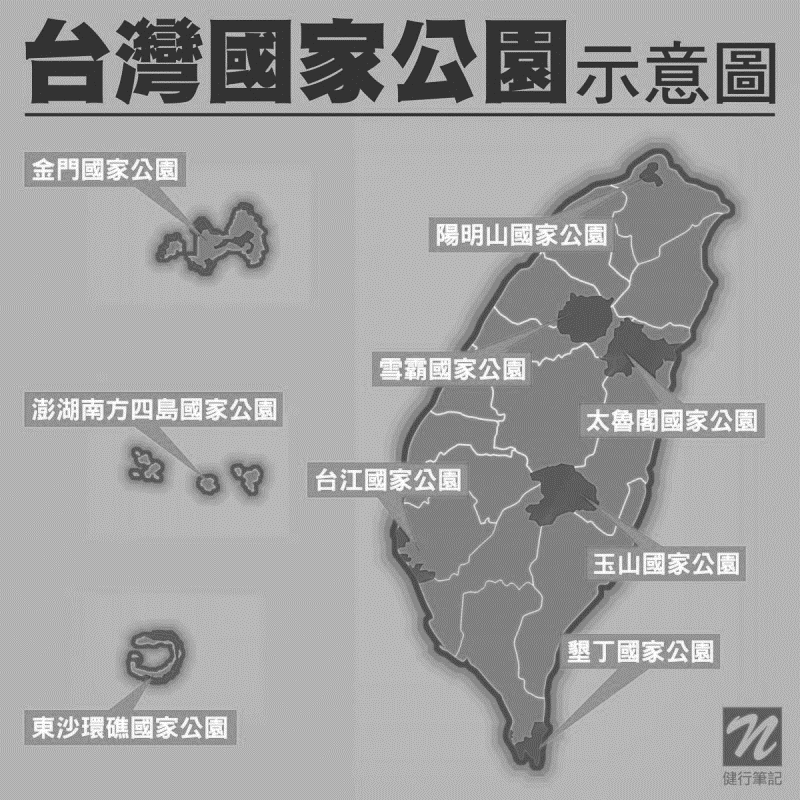 台灣國家公園示意圖
金門國家公園
陽明山國家公園
雪霸國家公園
澎湖南方四島國家公園
太魯閣國家公園
台江國家公園
玉山國家公園
墾丁國家公園
東沙環礁國家公園
n
健行筆記